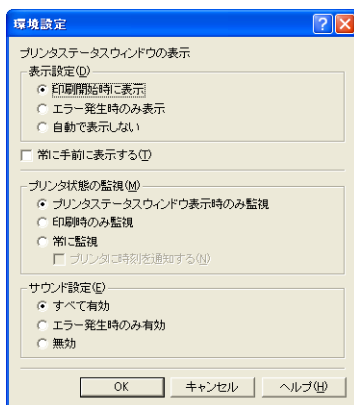 環境設定
プリンタステータスウィンドウの表示
表示設定(D)
印刷開始時に表示
エラー発生時のみ表示
自動で表示しない
常に手前に表示する(T)
プリンタ状態の監視(M)
プリンタステータスウィンドウ表示時のみ監視
印刷時のみ監視
常に監視
プリンタに時刻を通知する(N)
サウンド設定(E)
すべて有効
エラー発生時のみ有効
無効
OK キャンセル ヘルプ(H)